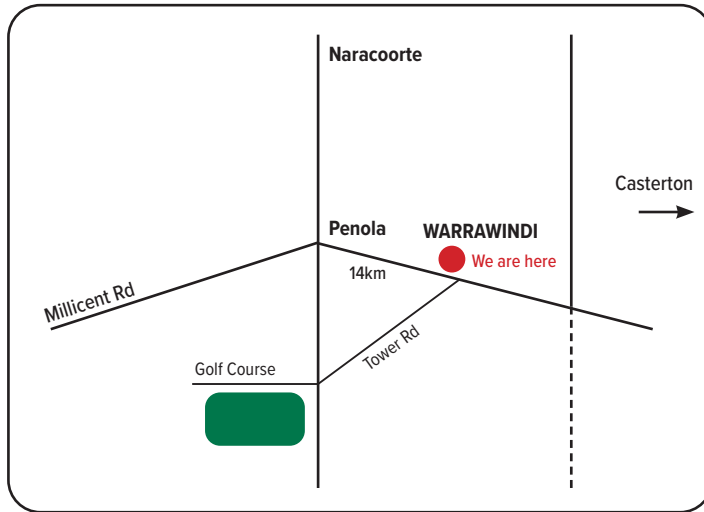 Naracoorte
Casterton
Penola
WARRAWINDI
We are here
14km
Millicent Rd
Tower Rd
Golf Course